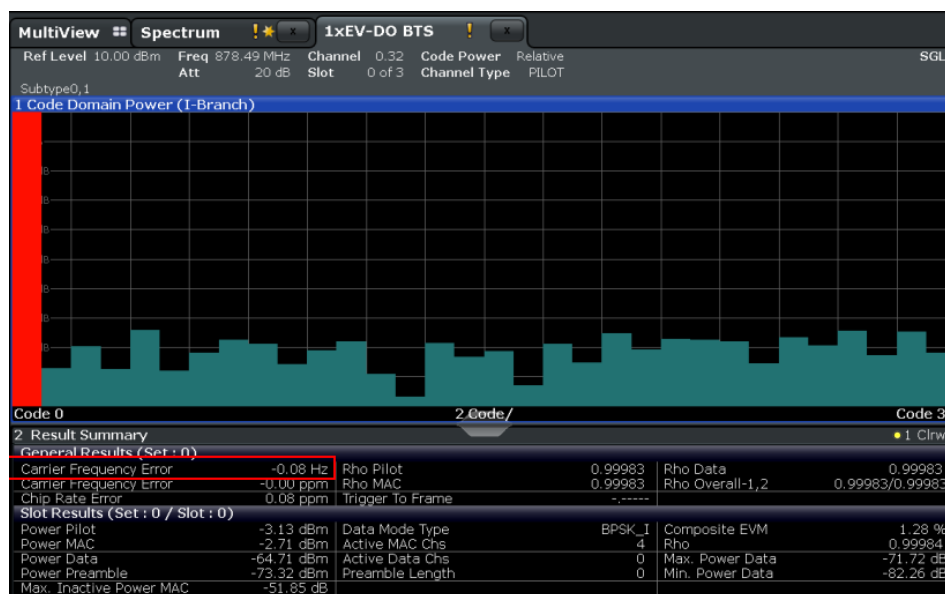 MultiView Spectrum ! x 1xEV-DO BTS ! x
Ref Level 10.00 dBm Freq 878.49 MHz Channel 0.32 Code Power Relative SGL
Att 20 dB Slot 0 of 3 Channel Type PILOT
Subtype0,1
1 Code Domain Power (I-Branch)
Code 0 2 Code/ Code 3
2 Result Summary 1 Clrw
General Results (Set : 0)
Carrier Frequency Error -0.08 Hz Rho Pilot 0.99983 Rho Data 0.99983
Carrier Frequency Error -0.00 ppm Rho MAC 0.99983 Rho Overall-1,2 0.99983/0.99983
Chip Rate Error 0.08 ppm Trigger To Frame -.-----
Slot Results (Set : 0 / Slot : 0)
Power Pilot -3.13 dBm Data Mode Type BPSK_I Composite EVM 1.28 %
Power MAC -2.71 dBm Active MAC Chs 4 Rho 0.99984
Power Data -64.71 dBm Active Data Chs 0 Max. Power Data -71.72 dB
Power Preamble -73.32 dBm Preamble Length 0 Min. Power Data -82.26 dB
Max. Inactive Power MAC -51.85 dB